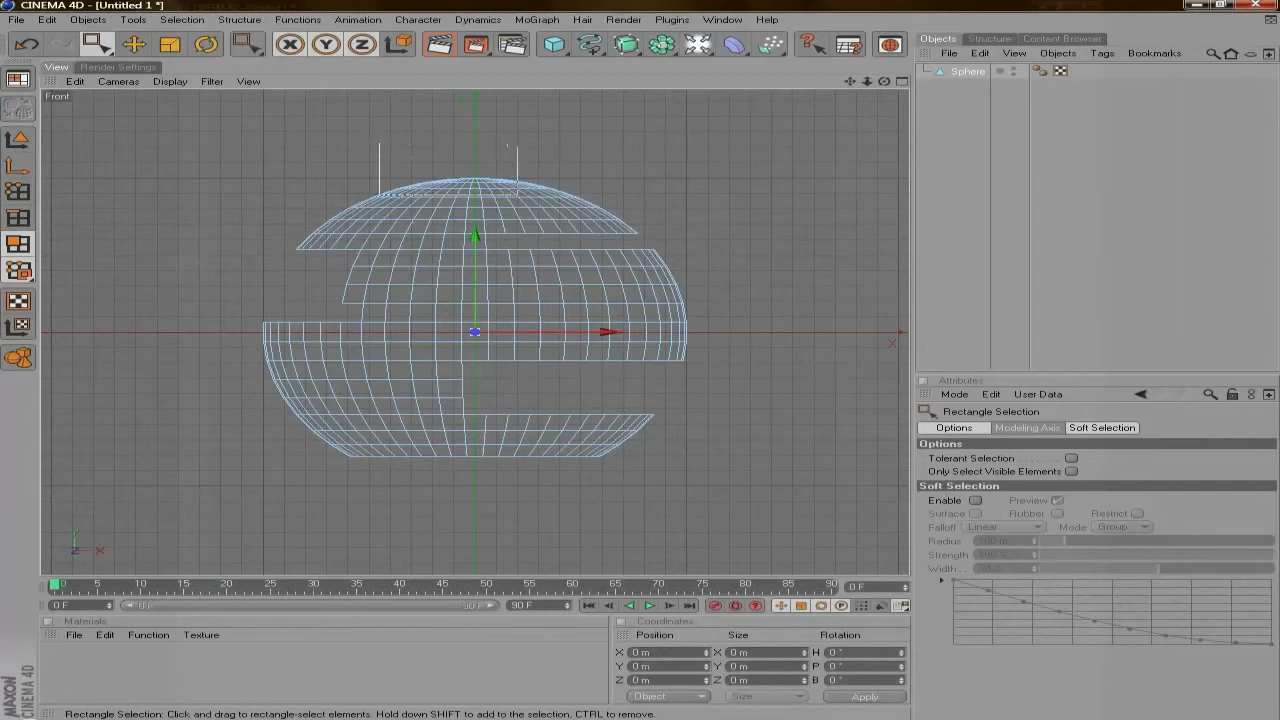 CINEMA 4D - [Untitled 1 *]
File Edit Objects Tools Selection Structure Functions Animation Character Dynamics MoGraph Hair Render Plugins Window Help
X Y Z
View Render Settings
Edit Cameras Display Filter View
Front
Y
Z X
X
0 5 10 15 20 25 30 35 40 45 50 55 60 65 70 75 80 85 90 0 F
0 F 0 F 90 F 90 F
Materials
File Edit Function Texture
Coordinates
Position Size Rotation
X 0 m X 0 m H 0 °
Y 0 m Y 0 m P 0 °
Z 0 m Z 0 m B 0 °
Object Size Apply
Objects Structure Content Browser
File Edit View Objects Tags Bookmarks
Sphere
Attributes
Mode Edit User Data
Rectangle Selection
Options Modeling Axis Soft Selection
Options
Tolerant Selection
Only Select Visible Elements
Soft Selection
Enable Preview
Surface Rubber Restrict
Falloff Linear Mode Group
Radius 100 m
Strength 100 %
Width
MAXON CINEMA 4D
Rectangle Selection: Click and drag to rectangle-select elements. Hold down SHIFT to add to the selection, CTRL to remove.